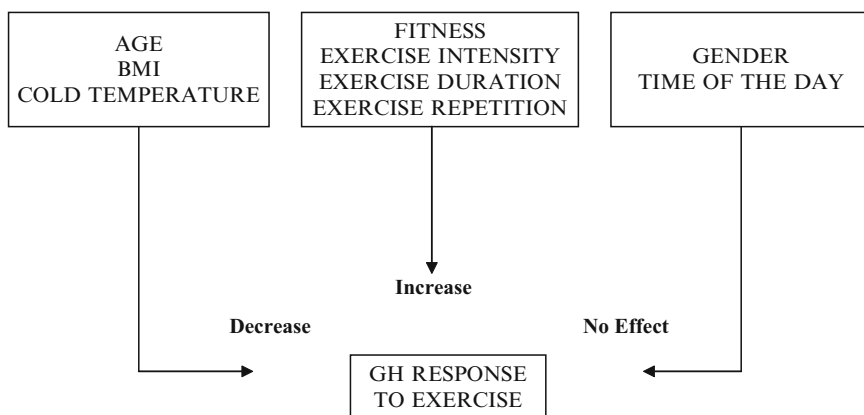 AGE
BMI
COLD TEMPERATURE
FITNESS
EXERCISE INTENSITY
EXERCISE DURATION
EXERCISE REPETITION
GENDER
TIME OF THE DAY
Increase
Decrease
No Effect
GH RESPONSE
TO EXERCISE